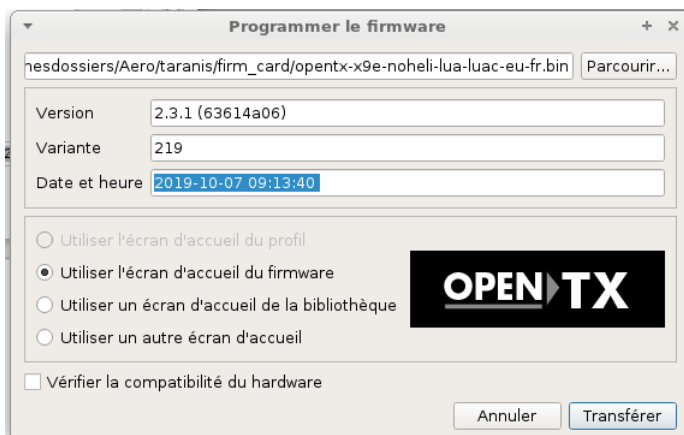 Programmer le firmware
nesdossiers/Aero/taranis/firm_card/opentx-x9e-noheli-lua-luac-eu-fr.bin Parcourir...
Version 2.3.1 (63614a06)
Variante 219
Date et heure 2019-10-07 09:13:40
Utiliser l'écran d'accueil du profil
Utiliser l'écran d'accueil du firmware
Utiliser un écran d'accueil de la bibliothèque
Utiliser un autre écran d'accueil
OPEN TX
Vérifier la compatibilité du hardware
Annuler Transférer